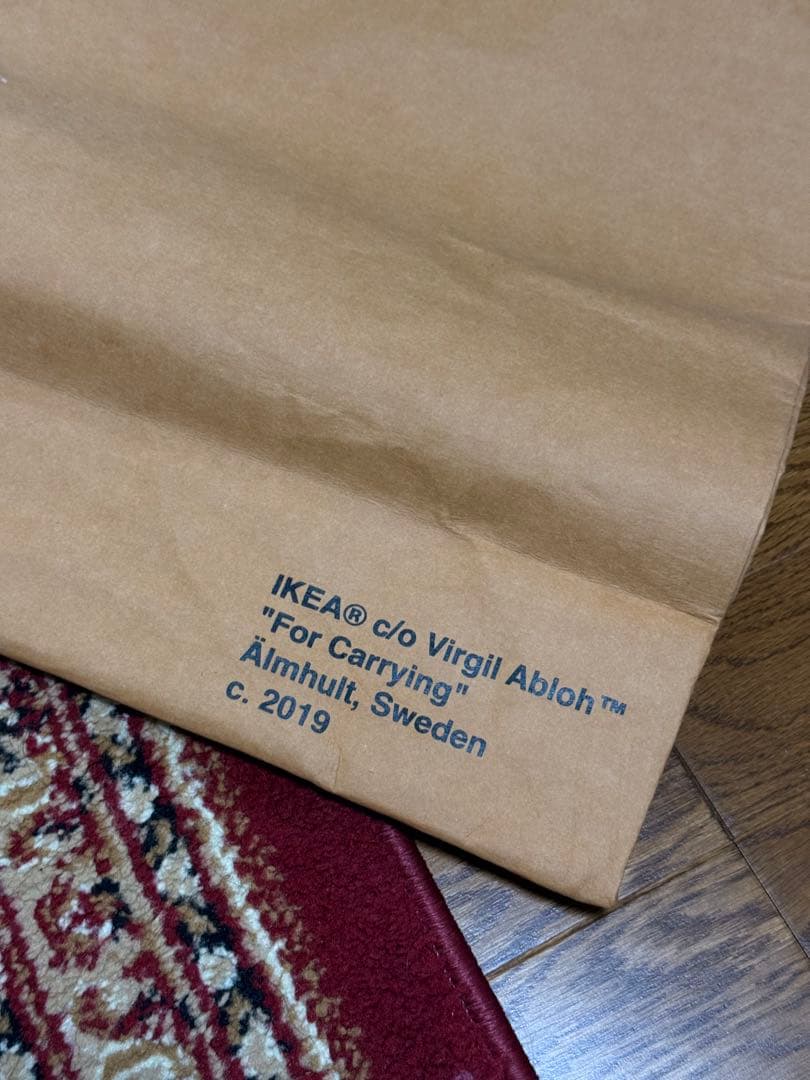 IKEA® c/o Virgil Abloh™
"For Carrying"
Älmhult, Sweden
c. 2019